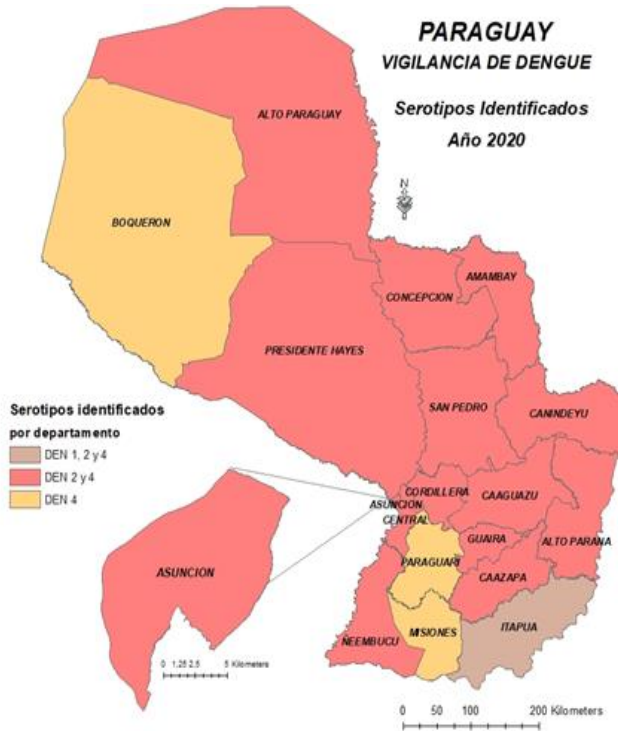 PARAGUAY
VIGILANCIA DE DENGUE
Serotipos Identificados
Año 2020
N
ALTO PARAGUAY
BOQUERON
CONCEPCION
AMAMBAY
PRESIDENTE HAYES
SAN PEDRO
CANINDEYU
Serotipos identificados
por departamento
DEN 1, 2 y 4
DEN 2 y 4
DEN 4
CORDILLERA
ASUNCION
CENTRAL
CAAGUAZU
GUAIRA
ALTO PARANA
PARAGUARI
CAAZAPA
ASUNCION
ÑEEMBUCU
MISIONES
ITAPUA
0 1,25 2,5 5 Kilometers
0 50 100 200 Kilometers